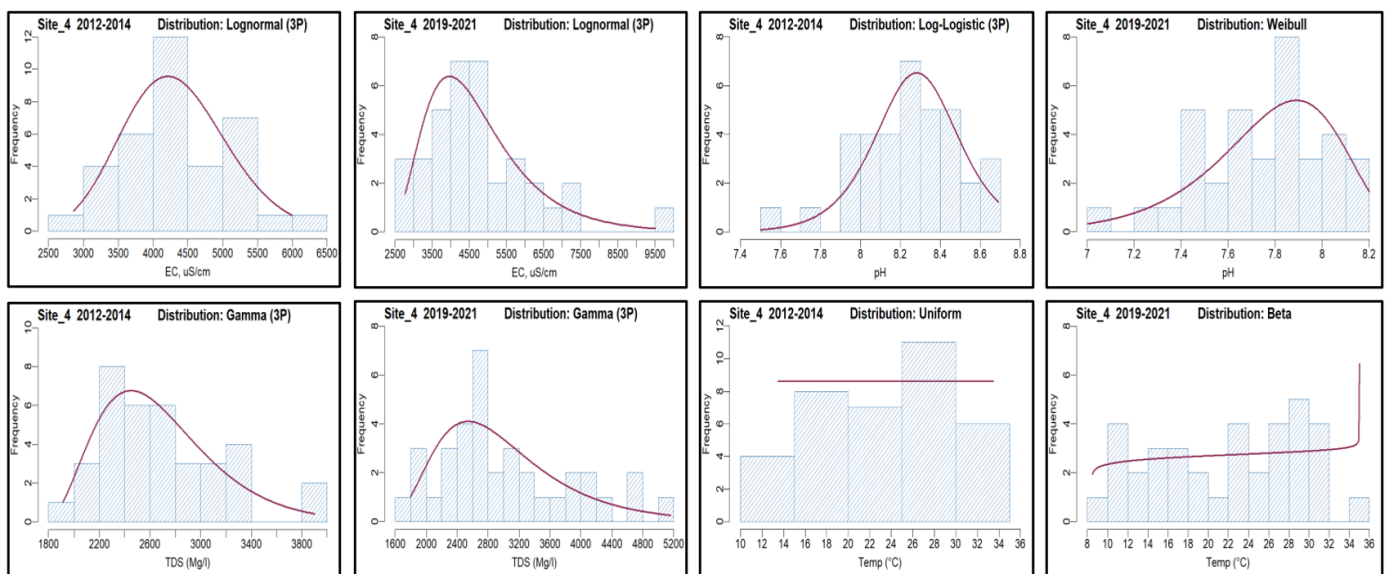 Site_4 2012-2014 Distribution: Lognormal (3P)
12
10
8
6
4
2
0
Frequency
2500 3000 3500 4000 4500 5000 5500 6000 6500
EC, uS/cm
Site_4 2019-2021 Distribution: Lognormal (3P)
8
6
4
2
0
Frequency
2500 3500 4500 5500 6500 7500 8500 9500
EC, uS/cm
Site_4 2012-2014 Distribution: Log-Logistic (3P)
8
6
4
2
0
Frequency
7.4 7.6 7.8 8 8.2 8.4 8.6 8.8
pH
Site_4 2019-2021 Distribution: Weibull
8
6
4
2
0
Frequency
7 7.2 7.4 7.6 7.8 8 8.2
pH
Site_4 2012-2014 Distribution: Gamma (3P)
10
8
6
4
2
0
Frequency
1800 2200 2600 3000 3400 3800
TDS (Mg/l)
Site_4 2019-2021 Distribution: Gamma (3P)
8
6
4
2
0
Frequency
1600 2000 2400 2800 3200 3600 4000 4400 4800 5200
TDS (Mg/l)
Site_4 2012-2014 Distribution: Uniform
12
10
8
6
4
2
0
Frequency
10 12 14 16 18 20 22 24 26 28 30 32 34 36
Temp (°C)
Site_4 2019-2021 Distribution: Beta
8
6
4
2
0
Frequency
8 10 12 14 16 18 20 22 24 26 28 30 32 34 36
Temp (°C)